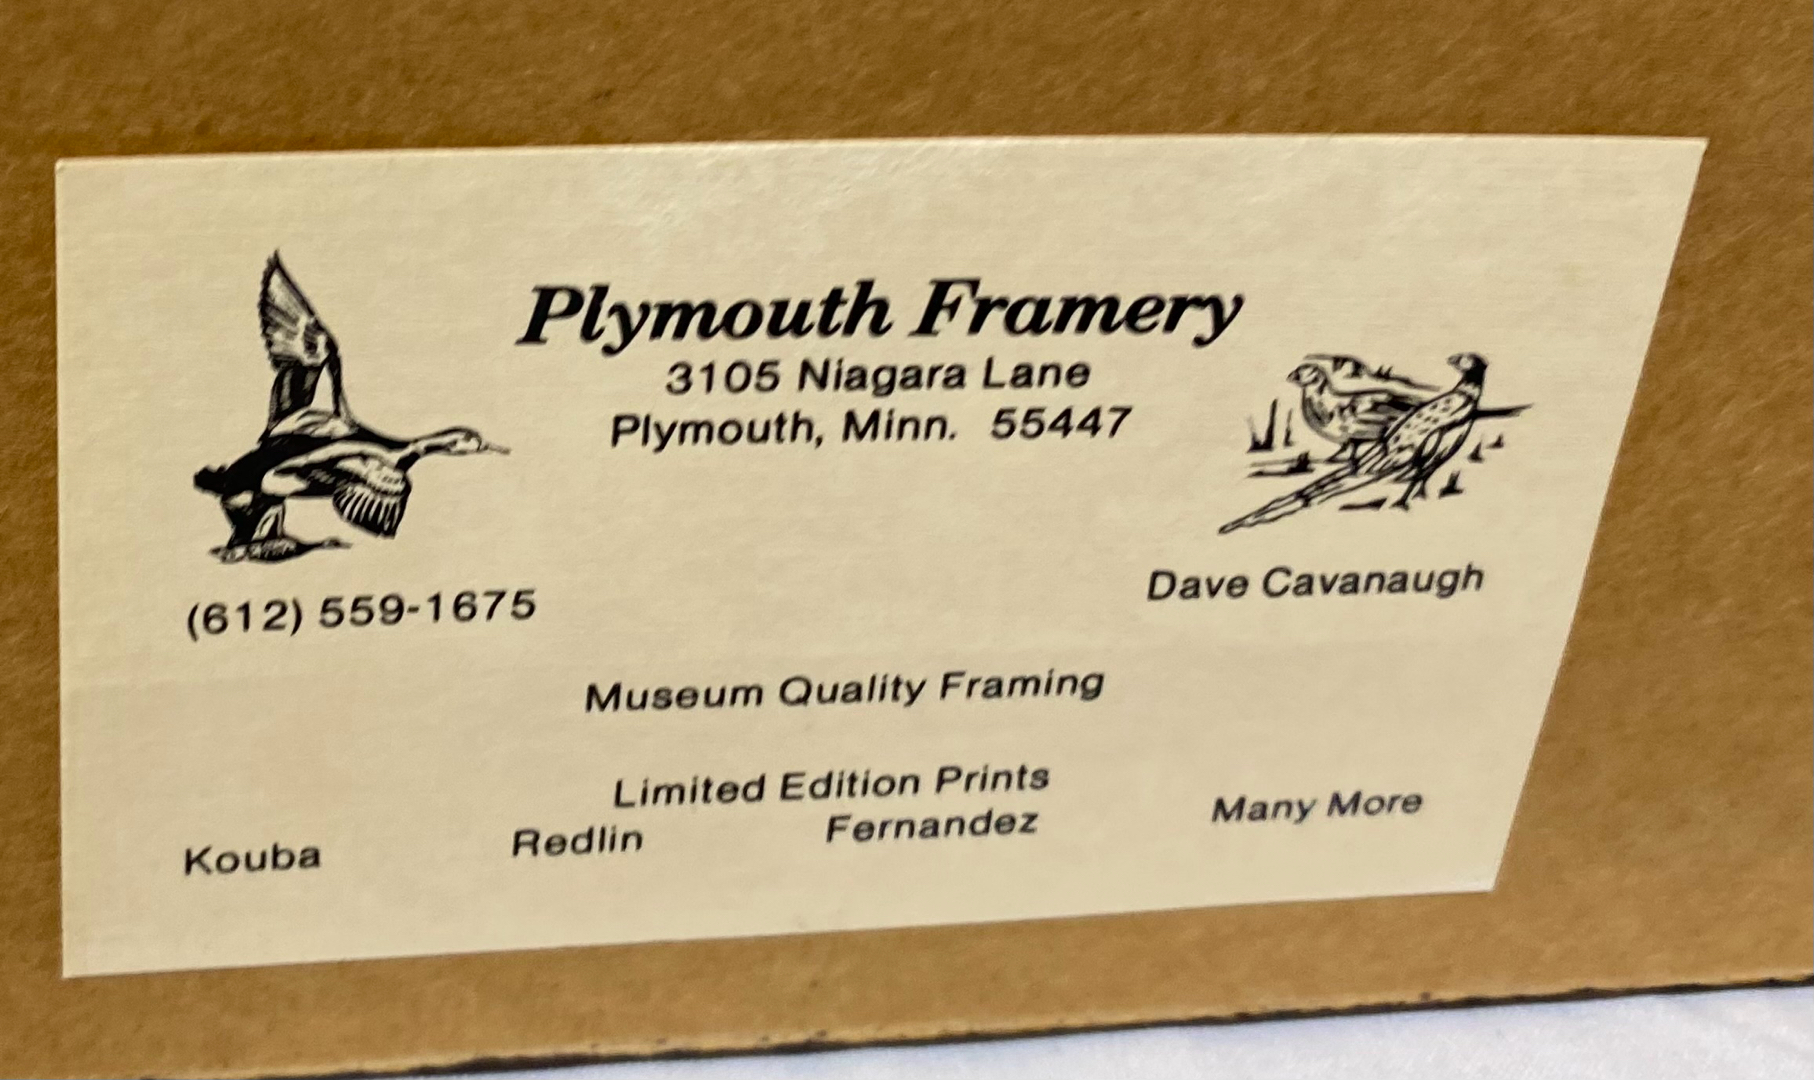 Plymouth Framery
3105 Niagara Lane
Plymouth, Minn. 55447
(612) 559-1675
Dave Cavanaugh
Museum Quality Framing
Limited Edition Prints
Kouba Redlin Fernandez Many More